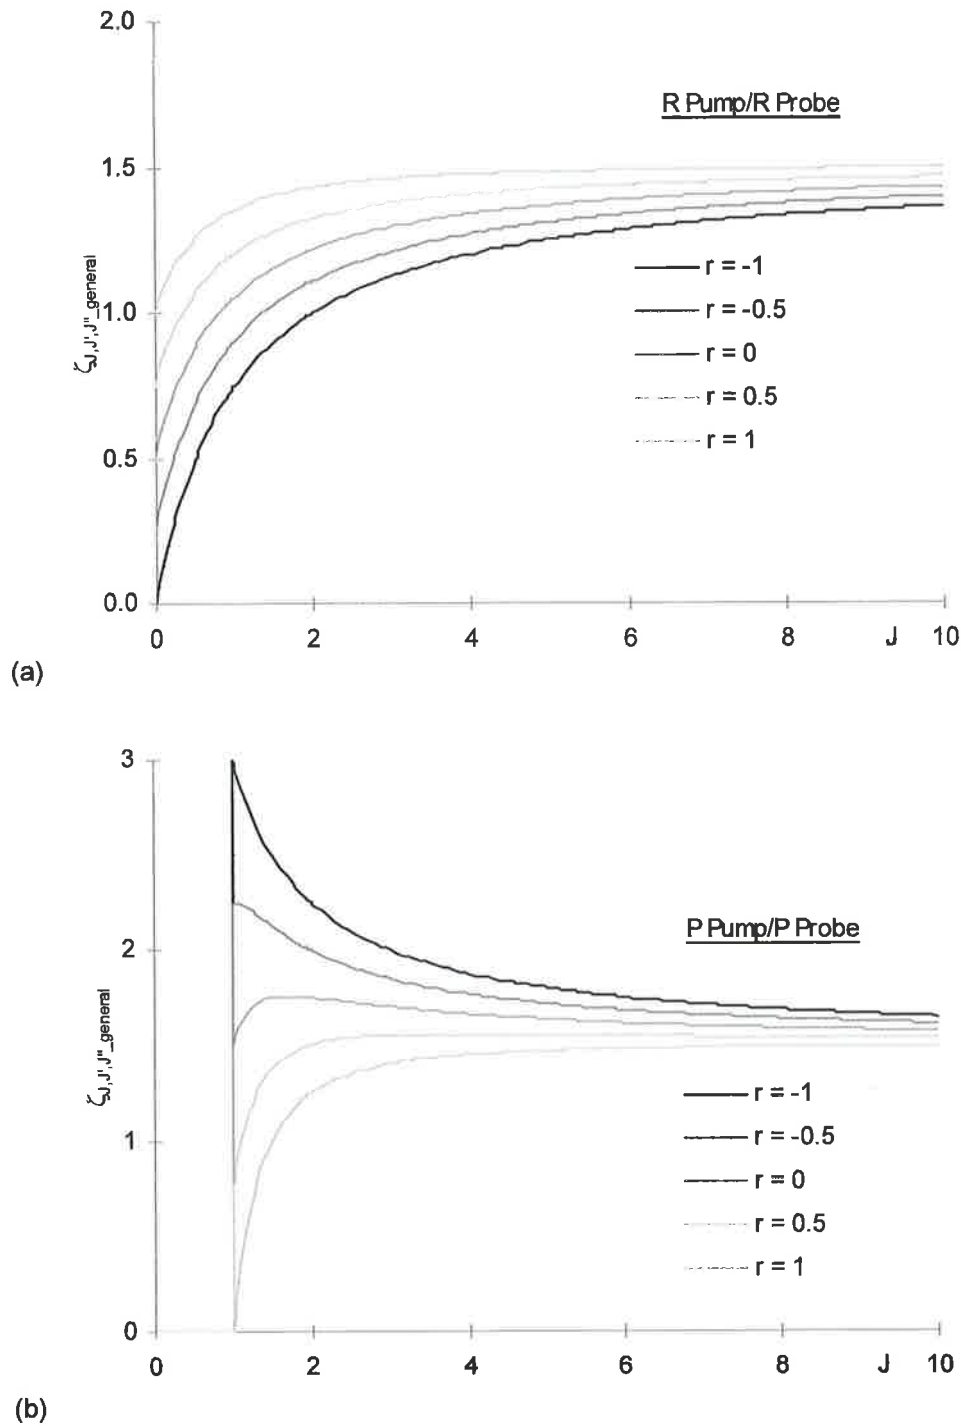 2.0
R Pump/R Probe
1.5
ζJ,J',J"_general
1.0
r = -1
r = -0.5
r = 0
r = 0.5
r = 1
0.5
0.0
0 2 4 6 8 J 10
(a)
3
P Pump/P Probe
2
ζJ,J',J"_general
r = -1
1
r = -0.5
r = 0
r = 0.5
r = 1
0
0 2 4 6 8 J 10
(b)